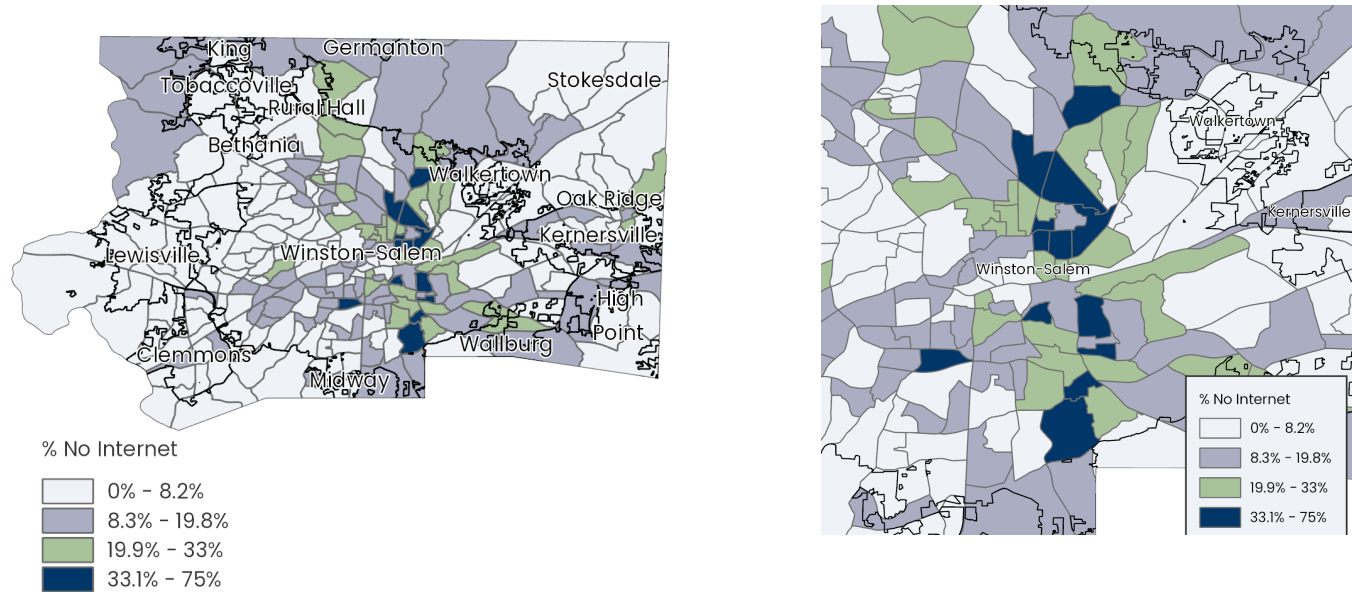 King
Germanton
Tobaccoville
Stokesdale
Rural Hall
Bethania
Walkertown
Oak Ridge
Kernersville
Lewisville
Winston-Salem
High
Point
Wallburg
Clemmons
Midway
% No Internet
0% - 8.2%
8.3% - 19.8%
19.9% - 33%
33.1% - 75%
Walkertown
Kernersville
Winston-Salem
% No Internet
0% - 8.2%
8.3% - 19.8%
19.9% - 33%
33.1% - 75%